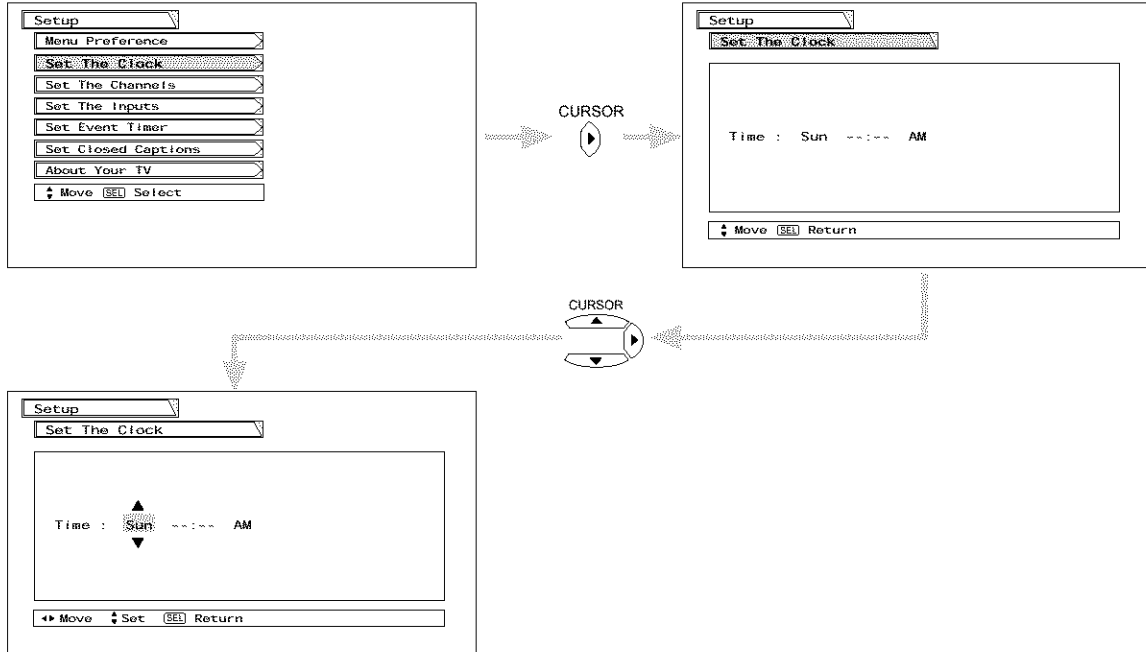 Setup
Menu Preference
Set The Clock
Set The Channels
Set The Inputs
Set Event Timer
Set Closed Captions
About Your TV
Move SEL Select
CURSOR
Setup
Set The Clock
Time : Sun --:-- AM
Move SEL Return
CURSOR
Setup
Set The Clock
Time : Sun --:-- AM
Move Set SEL Return